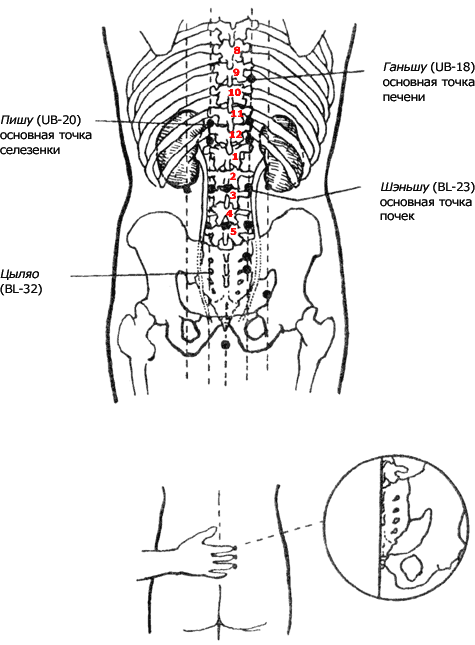 8
Ганьшу (UB-18)
основная точка
печени
9
10
Пишу (UB-20)
основная точка
селезенки
11
12
1
2
Шэньшу (BL-23)
основная точка
почек
3
4
5
Цыляо
(BL-32)